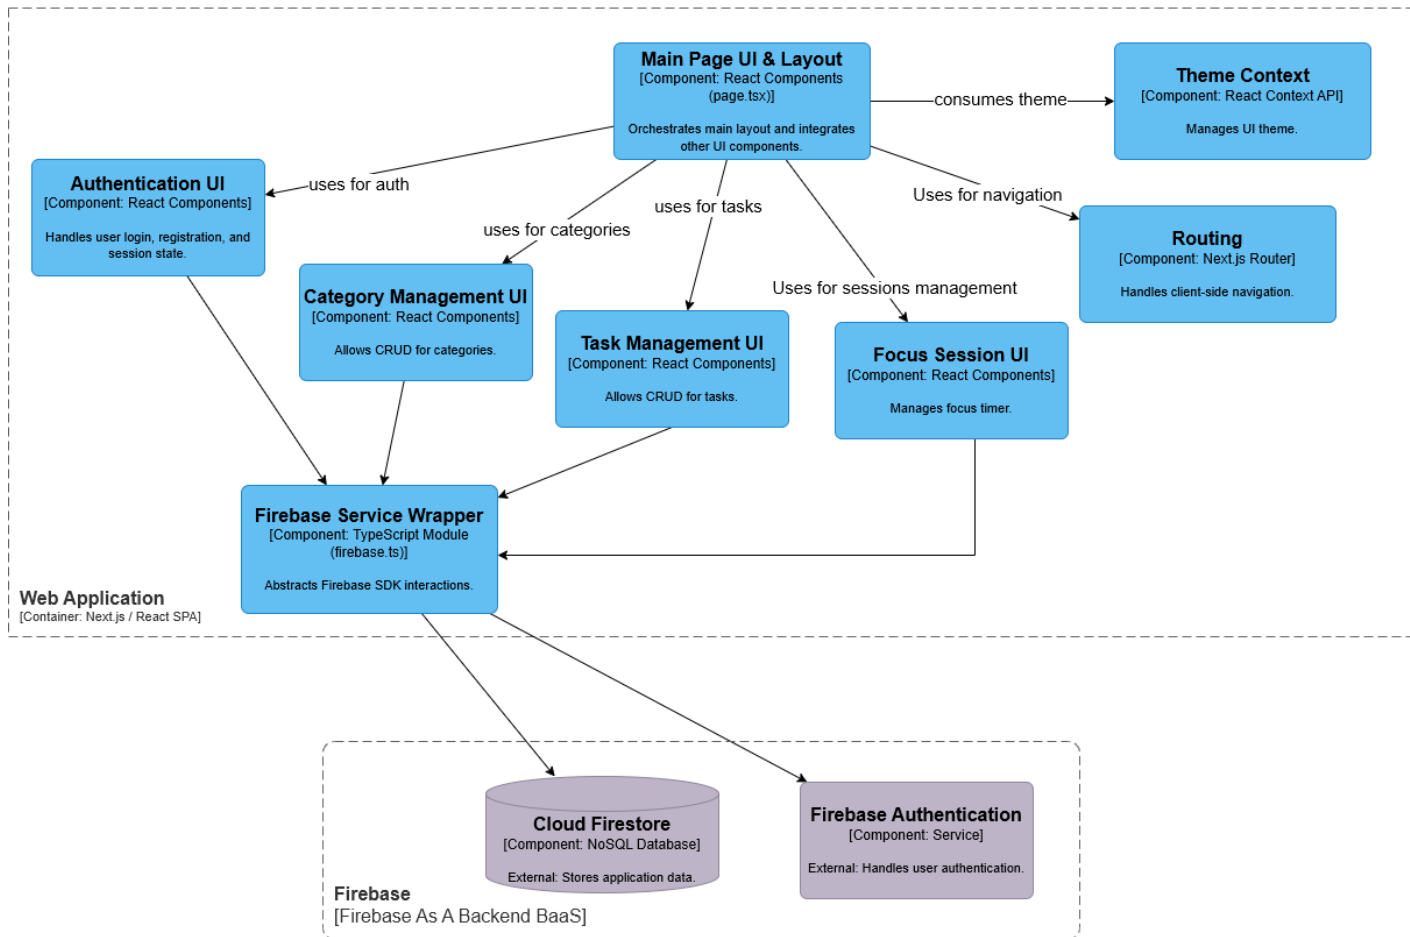 Main Page UI & Layout
[Component: React Components
(page.tsx)]
Orchestrates main layout and integrates
other UI components.
consumes theme
Theme Context
[Component: React Context API]
Manages UI theme.
Authentication UI
[Component: React Components]
Handles user login, registration, and
session state.
uses for auth
uses for categories
uses for tasks
Uses for navigation
Uses for sessions management
Routing
[Component: Next.js Router]
Handles client-side navigation.
Category Management UI
[Component: React Components]
Allows CRUD for categories.
Task Management UI
[Component: React Components]
Allows CRUD for tasks.
Focus Session UI
[Component: React Components]
Manages focus timer.
Firebase Service Wrapper
[Component: TypeScript Module
(firebase.ts)]
Abstracts Firebase SDK interactions.
Web Application
[Container: Next.js / React SPA]
Cloud Firestore
[Component: NoSQL Database]
External: Stores application data.
Firebase Authentication
[Component: Service]
External: Handles user authentication.
Firebase
[Firebase As A Backend BaaS]